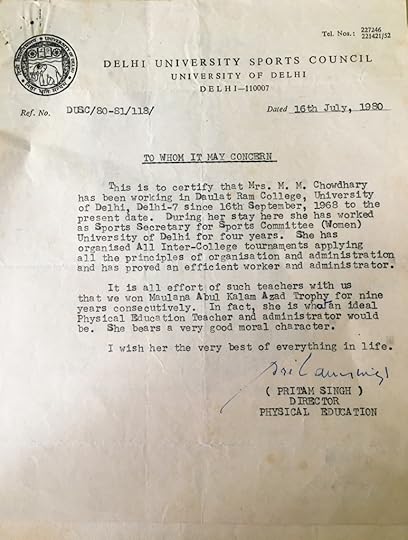 Tel. Nos.: 227246
221421/52
DELHI UNIVERSITY SPORTS COUNCIL
UNIVERSITY OF DELHI
DELHI—110007
Ref. No. DUSC/80-81/118/
Dated 16th July, 1980
TO WHOM IT MAY CONCERN
This is to certify that Mrs. M. M. Chowdhary
has been working in Daulat Ram College, University
of Delhi, Delhi-7 since 16th September, 1968 to the
present date. During her stay here she has worked
as Sports Secretary for Sports Committee (Women)
University of Delhi for four years. She has
organised All Inter-College tournaments applying
all the principles of organisation and administration
and has proved an efficient worker and administrator.
It is all effort of such teachers with us
that we won Maulana Abul Kalam Azad Trophy for nine
years consecutively. In fact, she is an ideal
Physical Education Teacher and administrator would
be. She bears a very good moral character.
I wish her the very best of everything in life.
( PRITAM SINGH )
DIRECTOR
PHYSICAL EDUCATION